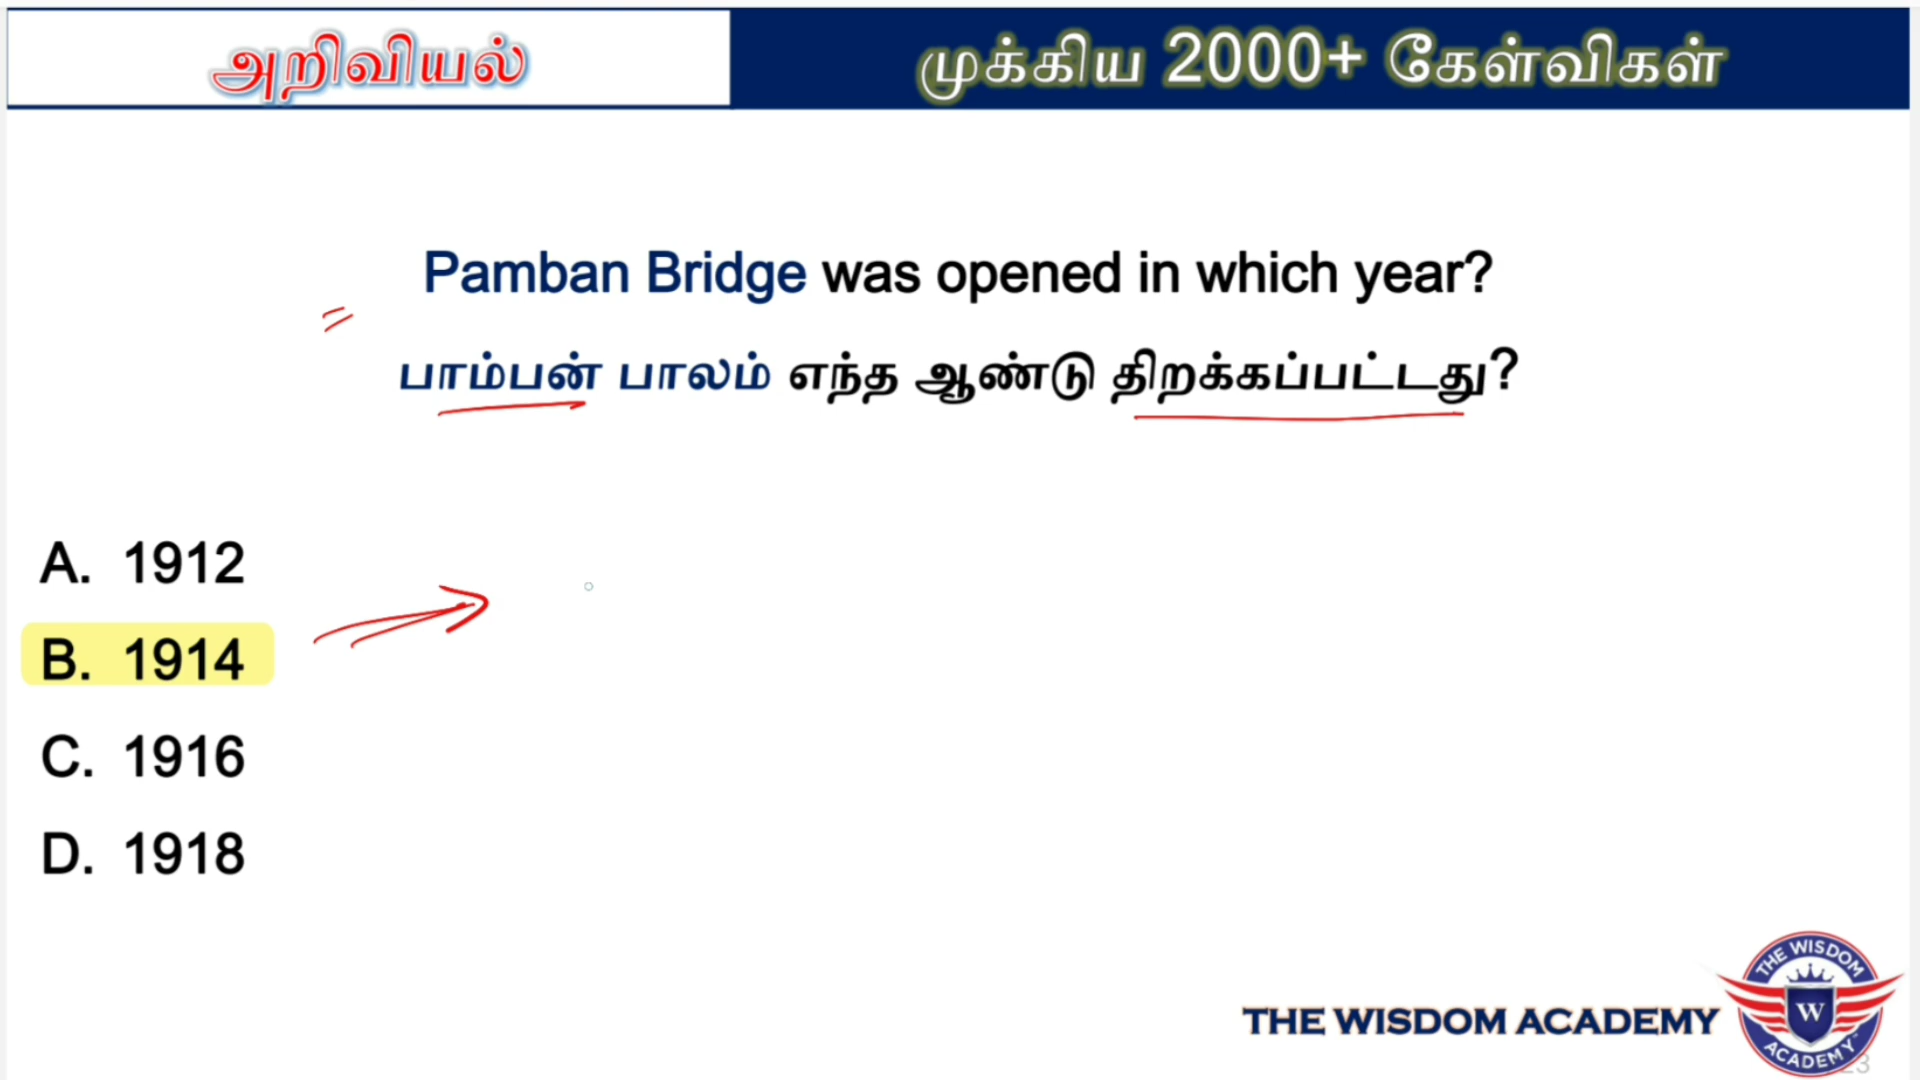 அறிவியல்
முக்கிய 2000+ கேள்விகள்
Pamban Bridge was opened in which year?
பாம்பன் பாலம் எந்த ஆண்டு திறக்கப்பட்டது?
A. 1912
B. 1914
C. 1916
D. 1918
THE WISDOM ACADEMY
THE WISDOM
W
ACADEMY